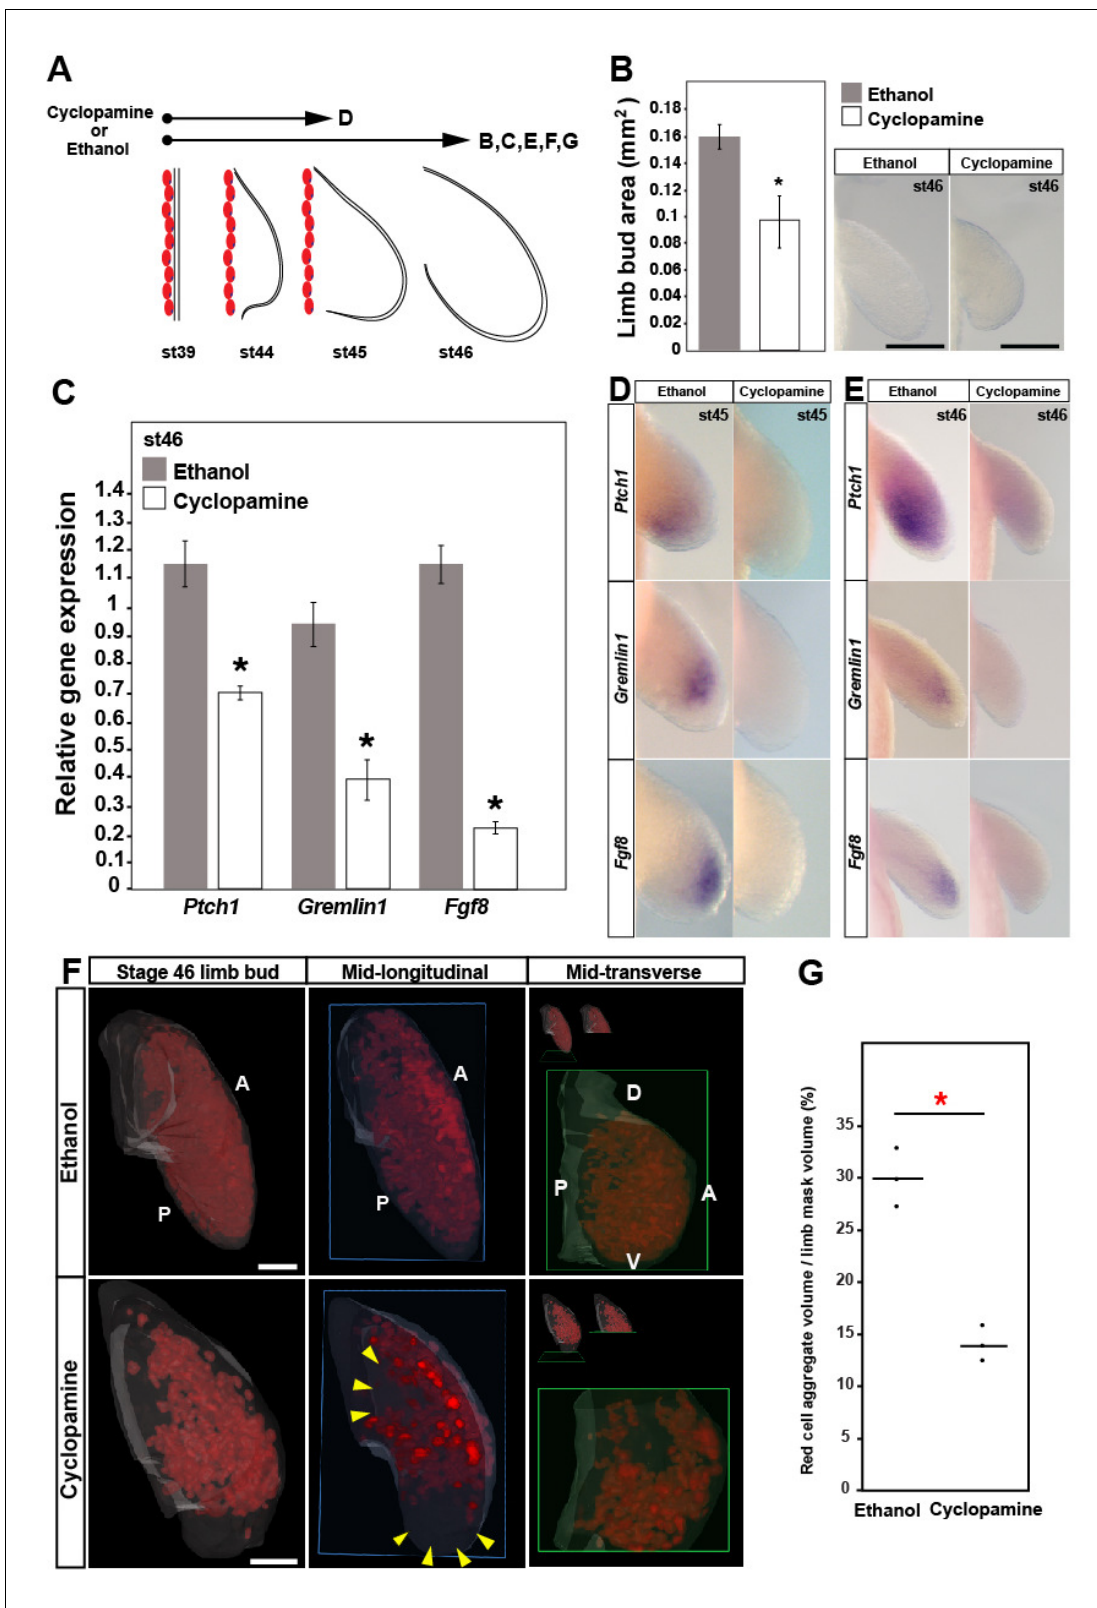 A
Cyclopamine
or
Ethanol
D
B,C,E,F,G
st39
st44
st45
st46
B
Limb bud area (mm2)
0.18
0.16
0.14
0.12
0.1
0.08
0.06
0.04
0.02
0
*
Ethanol
Cyclopamine
Ethanol
Cyclopamine
st46
st46
C
st46
Ethanol
Cyclopamine
Relative gene expression
1.4
1.3
1.2
1.1
1
0.9
0.8
0.7
0.6
0.5
0.4
0.3
0.2
0.1
0
*
*
*
Ptch1
Gremlin1
Fgf8
D
Ethanol
Cyclopamine
st45
st45
Ptch1
Gremlin1
Fgf8
E
Ethanol
Cyclopamine
st46
st46
Ptch1
Gremlin1
Fgf8
F
Stage 46 limb bud
Mid-longitudinal
Mid-transverse
Ethanol
A
P
A
P
D
P
A
V
Cyclopamine
G
Red cell aggregate volume / limb mask volume (%)
35
30
25
20
15
10
5
0
*
Ethanol
Cyclopamine